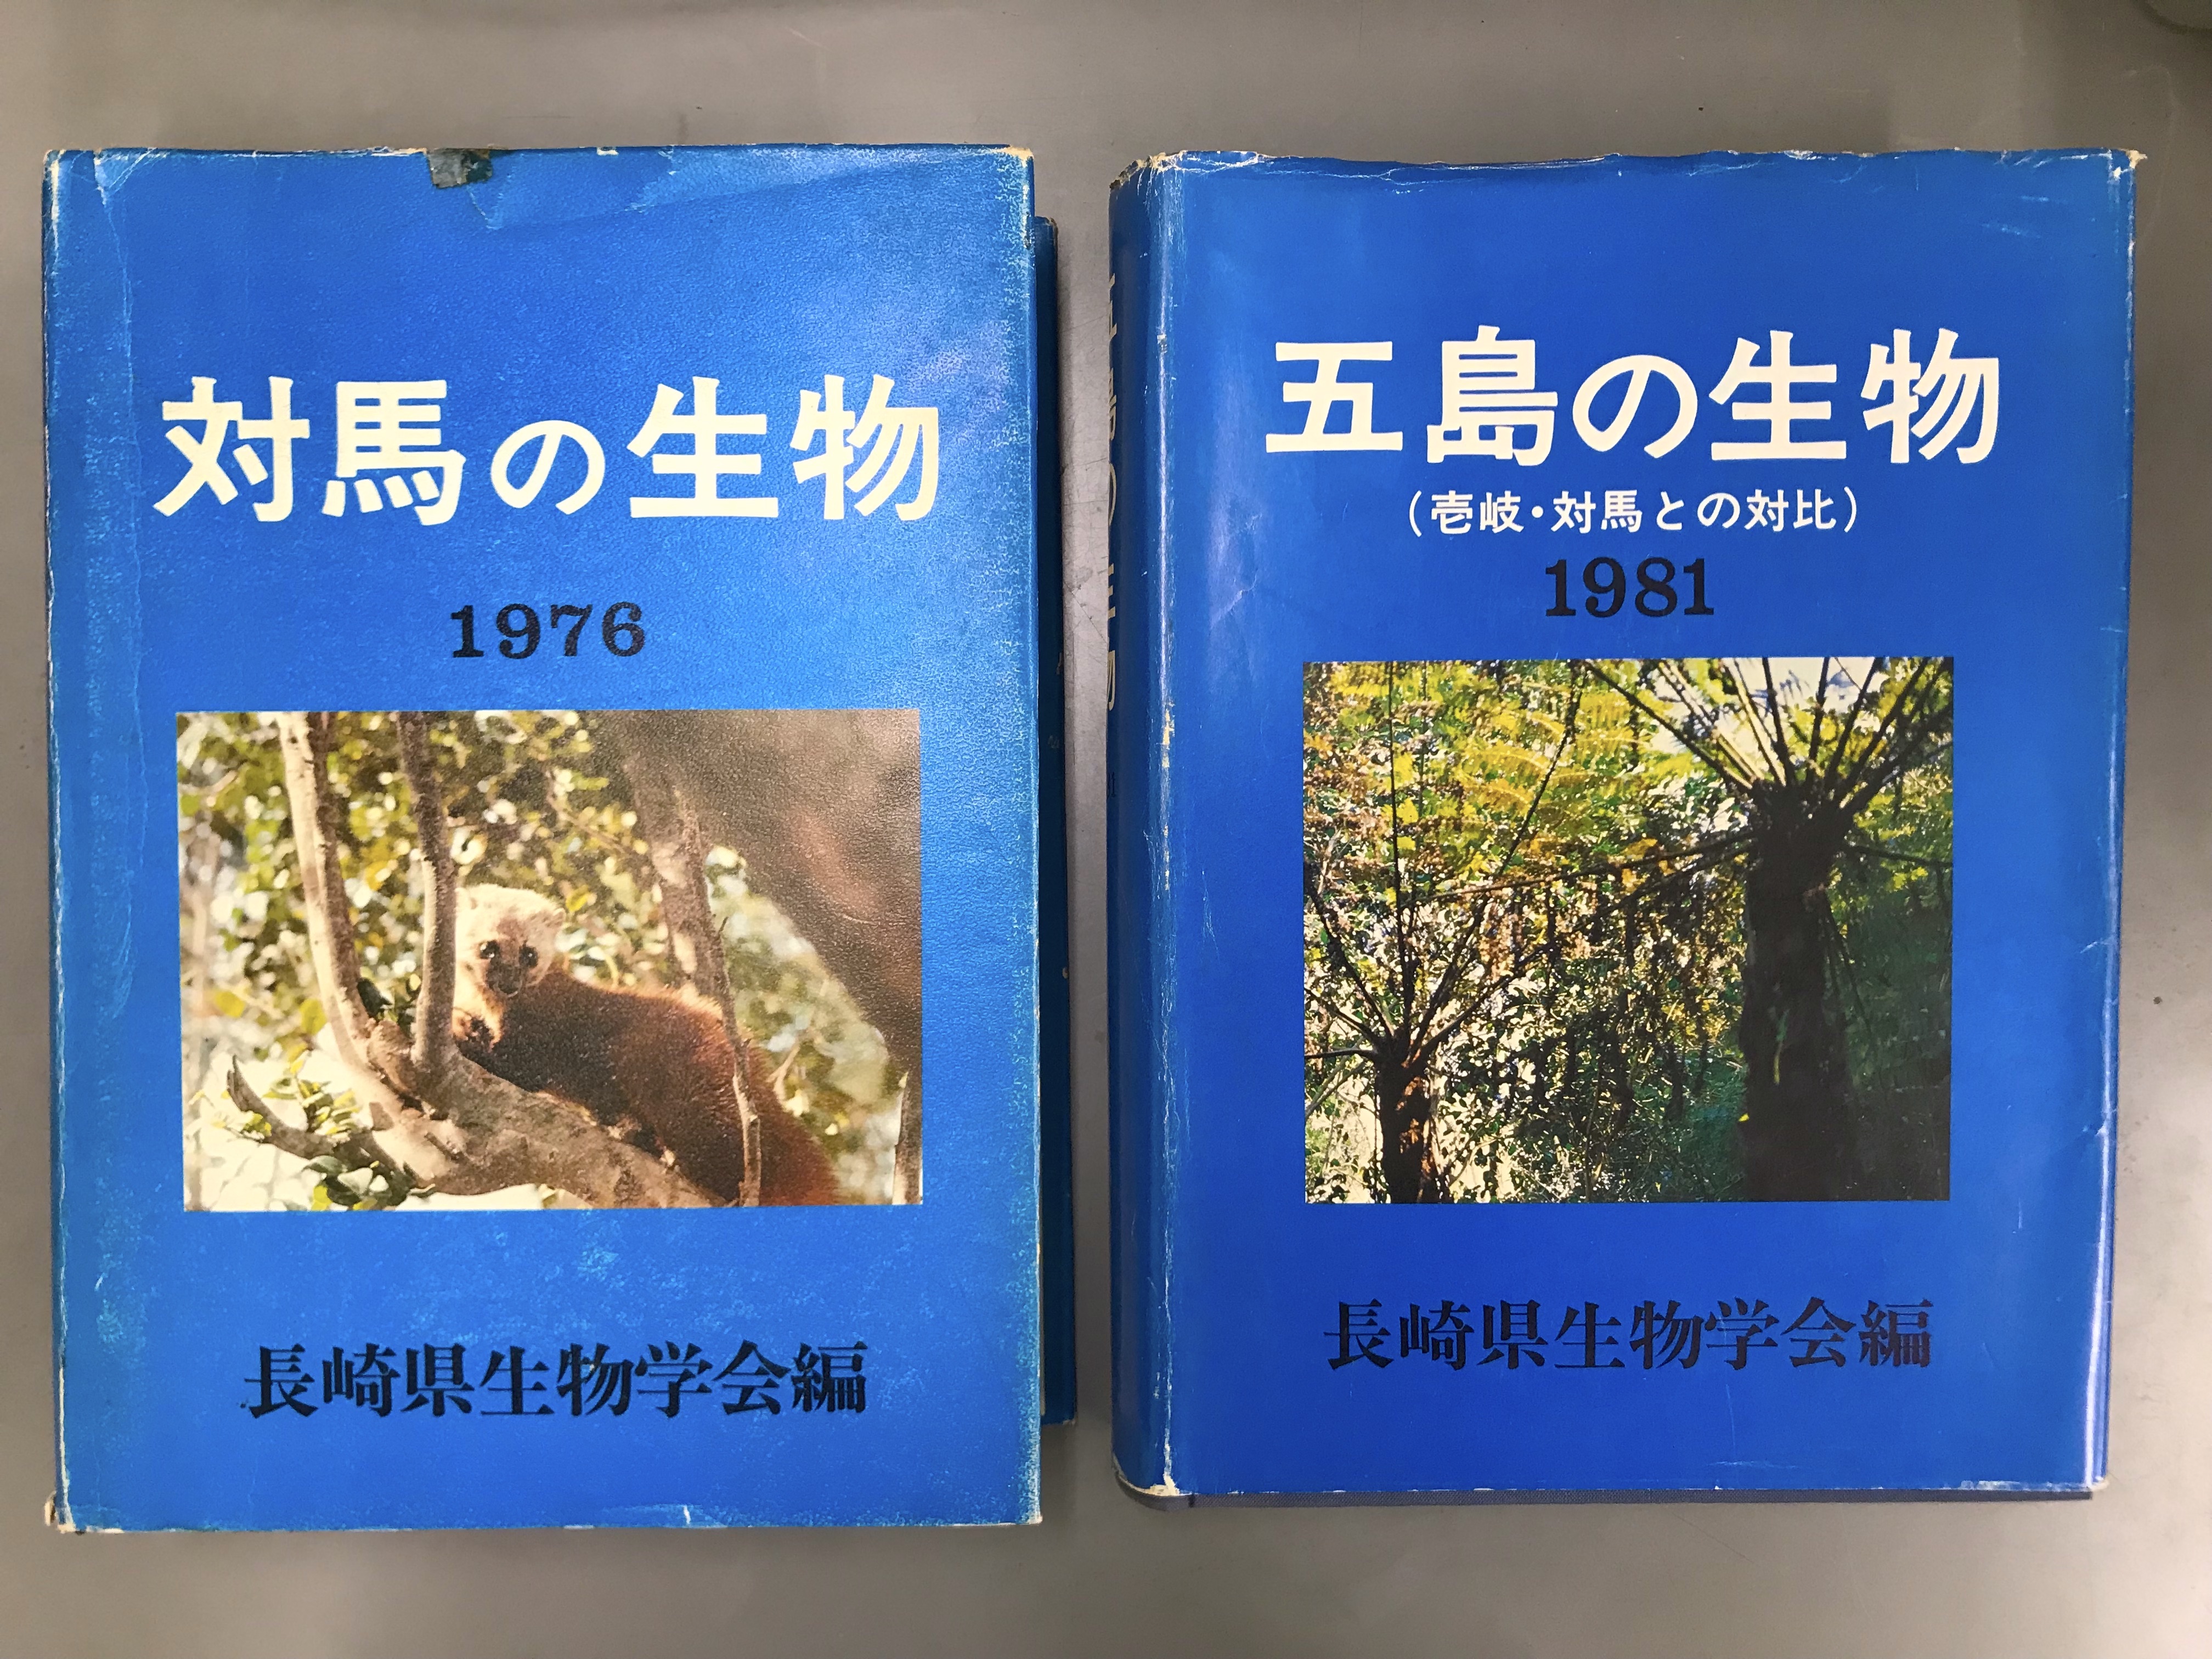 対馬の生物
1976
長崎県生物学会編
五島の生物
(壱岐・対馬との対比)
1981
長崎県生物学会編